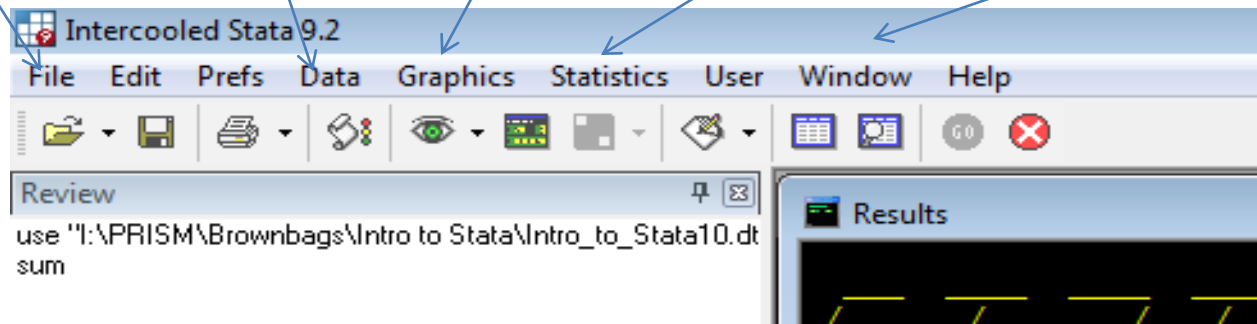 Intercooled Stata 9.2
File Edit Prefs Data Graphics Statistics User Window Help
GO
Review
use "I:\PRISM\Brownbags\Intro to Stata\Intro_to_Stata10.dt
sum
Results